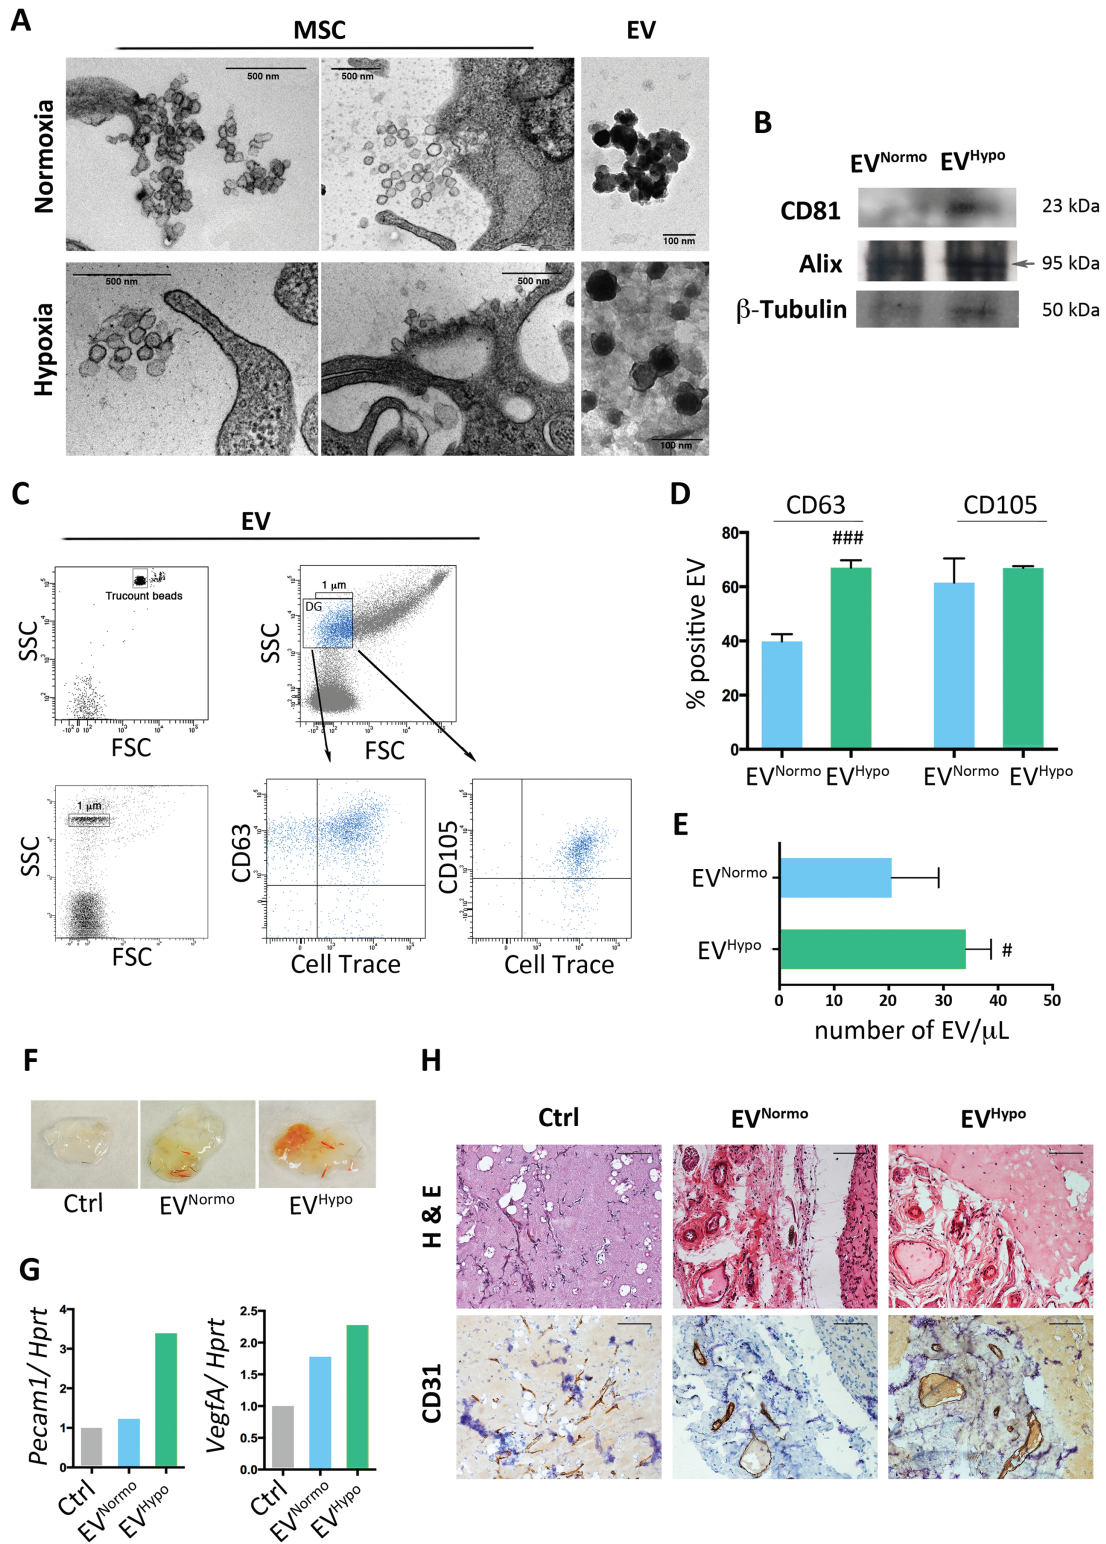 A
MSC
EV
Normoxia
500 nm
500 nm
100 nm
Hypoxia
500 nm
500 nm
100 nm
B
EVNormo
EVHypo
CD81
23 kDa
Alix
95 kDa
β-Tubulin
50 kDa
C
EV
Trucount beads
SSC
FSC
1 μm
DG
SSC
FSC
1 μm
SSC
FSC
CD63
Cell Trace
CD105
Cell Trace
D
CD63
CD105
###
% positive EV
80
60
40
20
0
EVNormo
EVHypo
EVNormo
EVHypo
E
EVNormo
EVHypo
#
0 10 20 30 40 50
number of EV/μL
F
Ctrl
EVNormo
EVHypo
G
Pecam1/ Hprt
4
3
2
1
0
Ctrl
EVNormo
EVHypo
VegfA/ Hprt
2.5
2.0
1.5
1.0
0.5
0.0
Ctrl
EVNormo
EVHypo
H
Ctrl
EVNormo
EVHypo
H & E
CD31